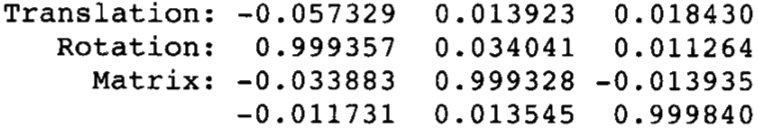 Translation: -0.057329 0.013923 0.018430
Rotation: 0.999357 0.034041 0.011264
Matrix: -0.033883 0.999328 -0.013935
-0.011731 0.013545 0.999840